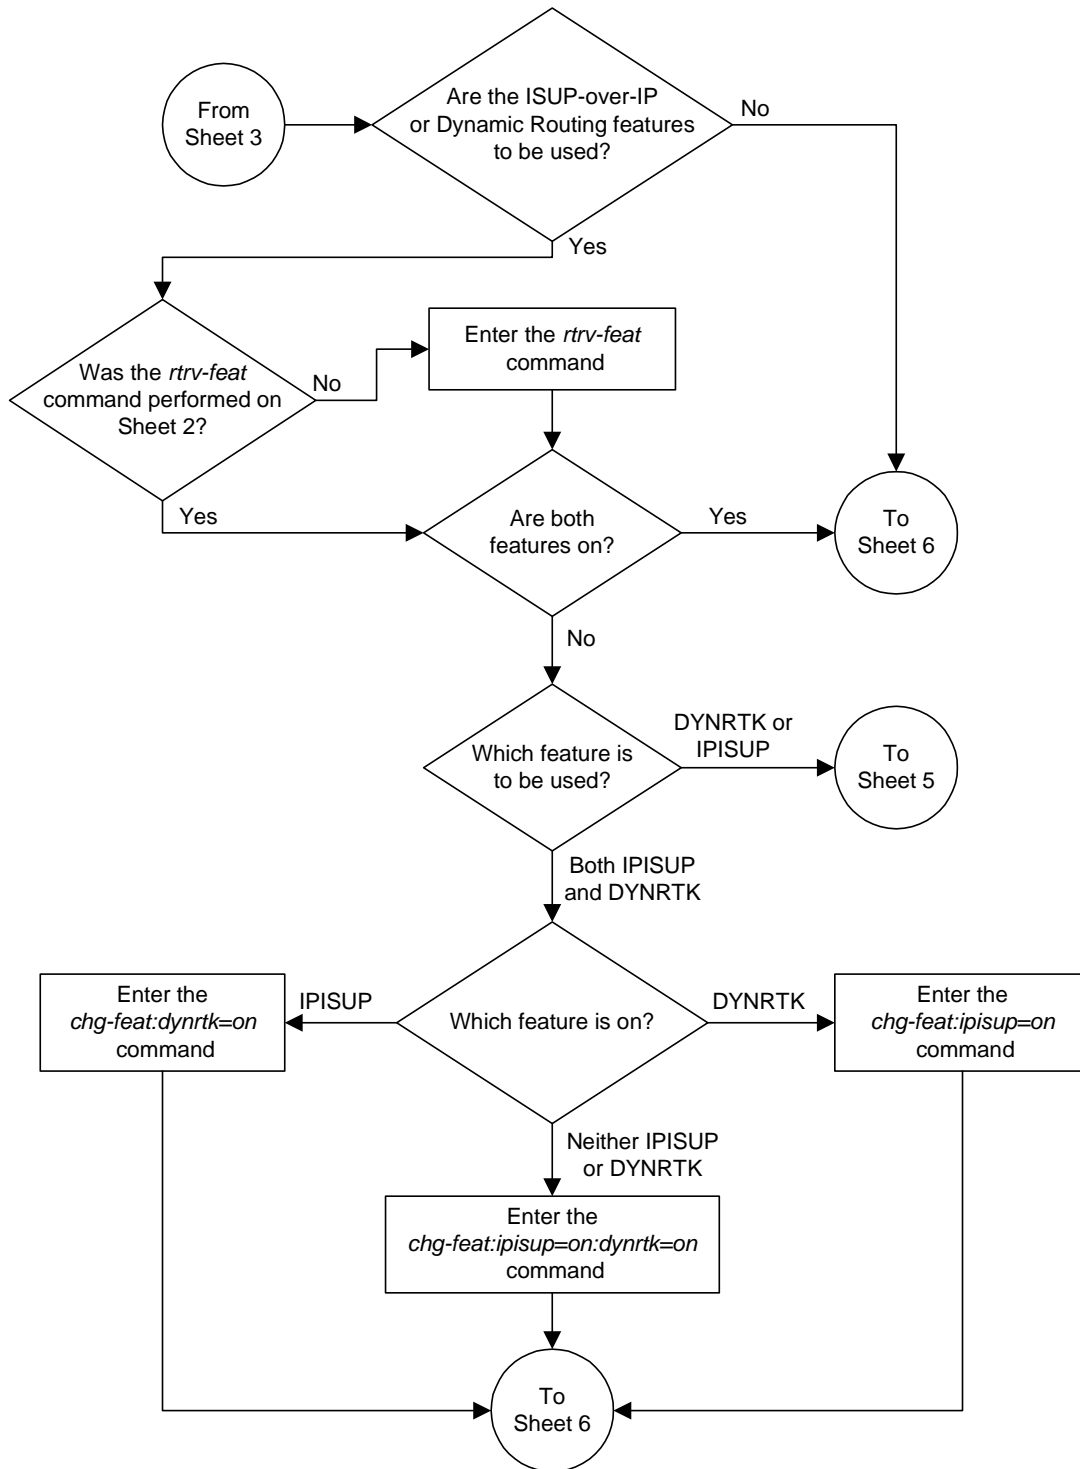 From
Sheet 3
Are the ISUP-over-IP
or Dynamic Routing features
to be used?
No
Yes
Was the rtrv-feat
command performed on
Sheet 2?
No
Enter the rtrv-feat
command
Yes
Are both
features on?
Yes
To
Sheet 6
No
Which feature is
to be used?
DYNRTK or
IPISUP
To
Sheet 5
Both IPISUP
and DYNRTK
Enter the
chg-feat:dynrtk=on
command
IPISUP
Which feature is on?
DYNRTK
Enter the
chg-feat:ipisup=on
command
Neither IPISUP
or DYNRTK
Enter the
chg-feat:ipisup=on:dynrtk=on
command
To
Sheet 6